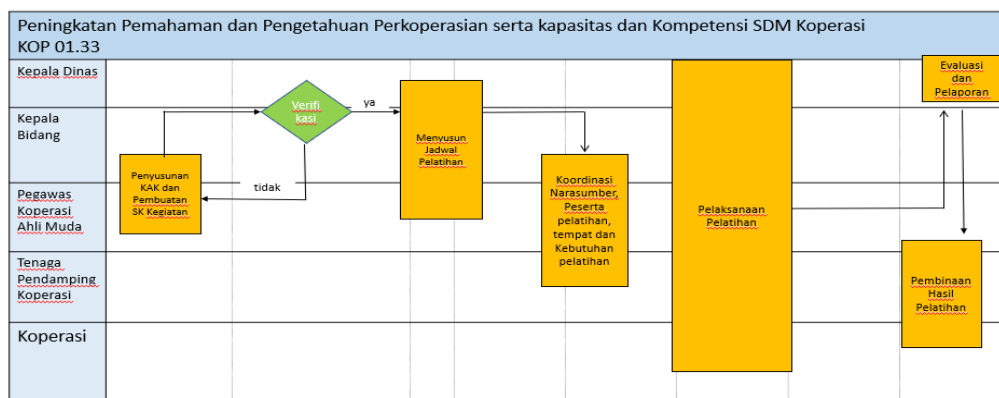 Peningkatan Pemahaman dan Pengetahuan Perkoperasian serta kapasitas dan Kompetensi SDM Koperasi
KOP 01.33
Kepala Dinas
Kepala
Bidang
Pegawas
Koperasi
Ahli Muda
Tenaga
Pendamping
Koperasi
Koperasi
Penyusunan
KAK dan
Pembuatan
SK Kegiatan
Verifi
kasi
ya
tidak
Menyusun
Jadwal
Pelatihan
Koordinasi
Narasumber,
Peserta
pelatihan,
tempat dan
Kebutuhan
pelatihan
Pelaksanaan
Pelatihan
Evaluasi
dan
Pelaporan
Pembinaan
Hasil
Pelatihan